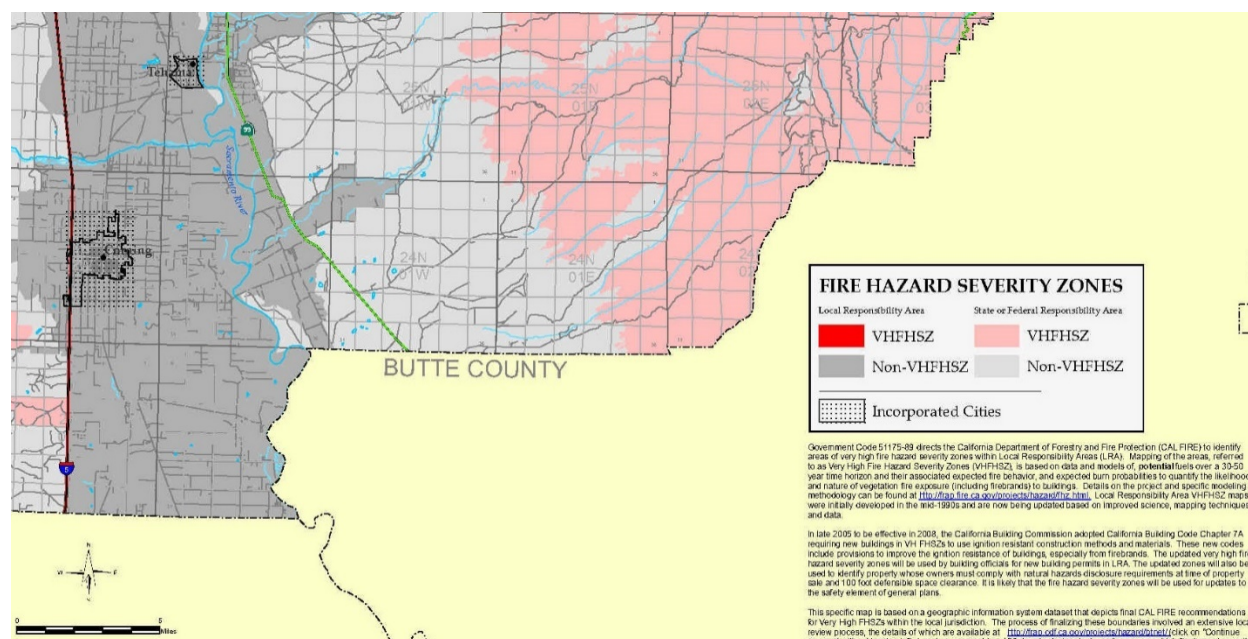 Tehama
25N
01W
25N
01E
25N
02E
99
Sacramento River
Corning
24N
01W
24N
01E
24N
BUTTE COUNTY
5
FIRE HAZARD SEVERITY ZONES
Local Responsibility Area State or Federal Responsibility Area
VHFHSZ VHFHSZ
Non-VHFHSZ Non-VHFHSZ
Incorporated Cities
Government Code 51175-89 directs the California Department of Forestry and Fire Protection (CAL FIRE) to identify
areas of very high fire hazard severity zones within Local Responsibility Areas (LRA). Mapping of the areas, referred
to as Very High Fire Hazard Severity Zones (VHFHSZ), is based on data and models of, potential fuels over a 30-50
year time horizon and their associated expected fire behavior, and expected burn probabilities to quantify the likelihood
and nature of vegetation fire exposure (including firebrands) to buildings. Details on the project and specific modeling
methodology can be found at http://frap.fire.ca.gov/projects/hazard/fhz.html. Local Responsibility Area VHFHSZ maps
were initially developed in the mid-1990s and are now being updated based on improved science, mapping techniques
and data.
In late 2005 to be effective in 2008, the California Building Commission adopted California Building Code Chapter 7A
requiring new buildings in VH FHSZs to use ignition resistant construction methods and materials. These new codes
include provisions to improve the ignition resistance of buildings, especially from firebrands. The updated very high fire
hazard severity zones will be used by building officials for new building permits in LRA. The updated zones will also be
used to identify property whose owners must comply with natural hazards disclosure requirements at time of property
sale and 100 foot defensible space clearance. It is likely that the fire hazard severity zones will be used for updates to
the safety element of general plans.
This specific map is based on a geographic information system dataset that depicts final CAL FIRE recommendations
for Very High FHSZs within the local jurisdiction. The process of finalizing these boundaries involved an extensive local
review process, the details of which are available at http://frap.cdf.ca.gov/projects/hazard/btnet/ (click on "Continue
N
W E
S
0 5
Miles